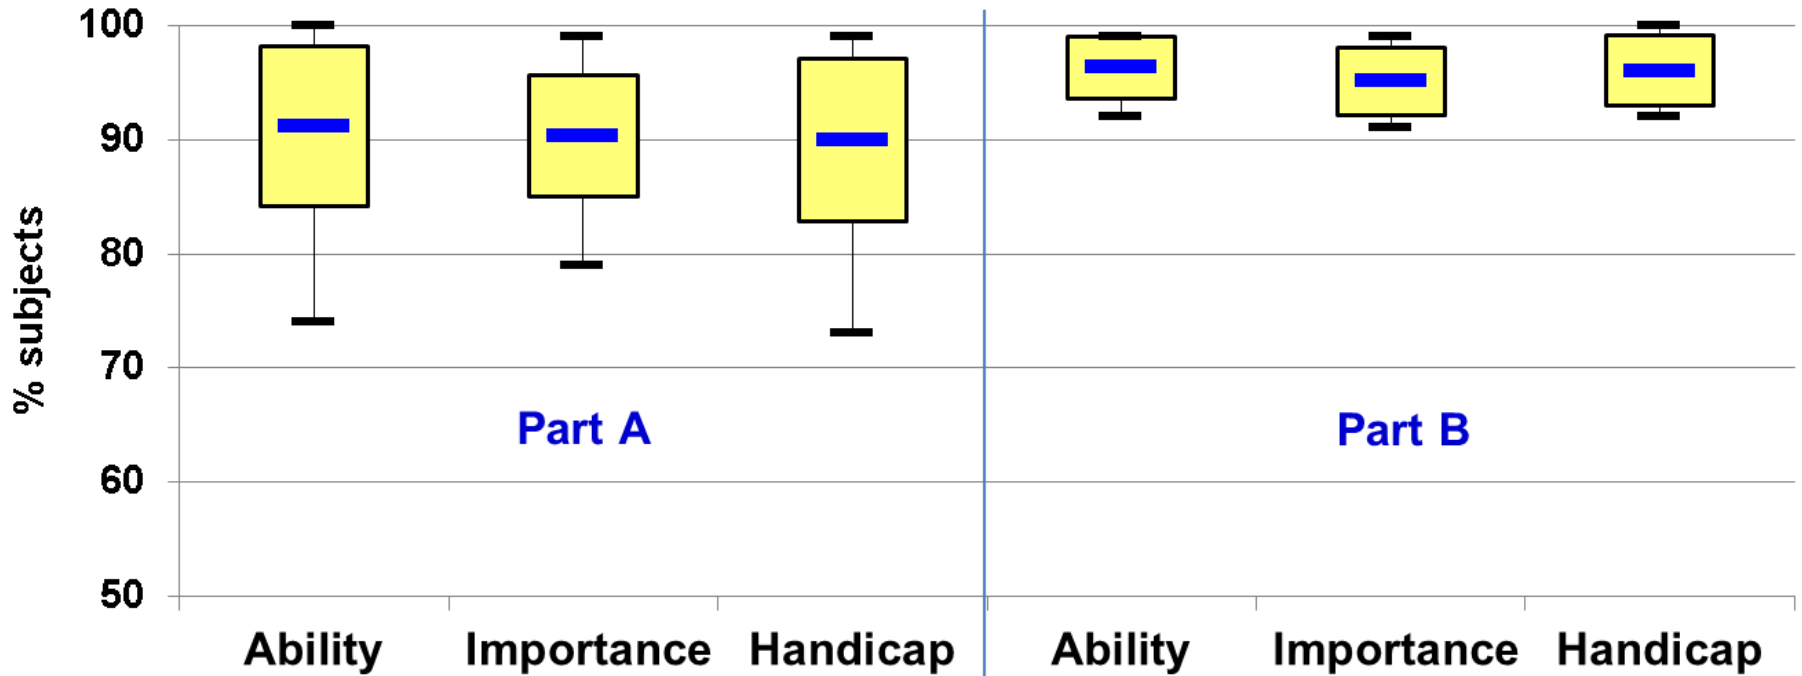 % subjects
100
90
80
70
60
50
Part A
Part B
Ability Importance Handicap Ability Importance Handicap